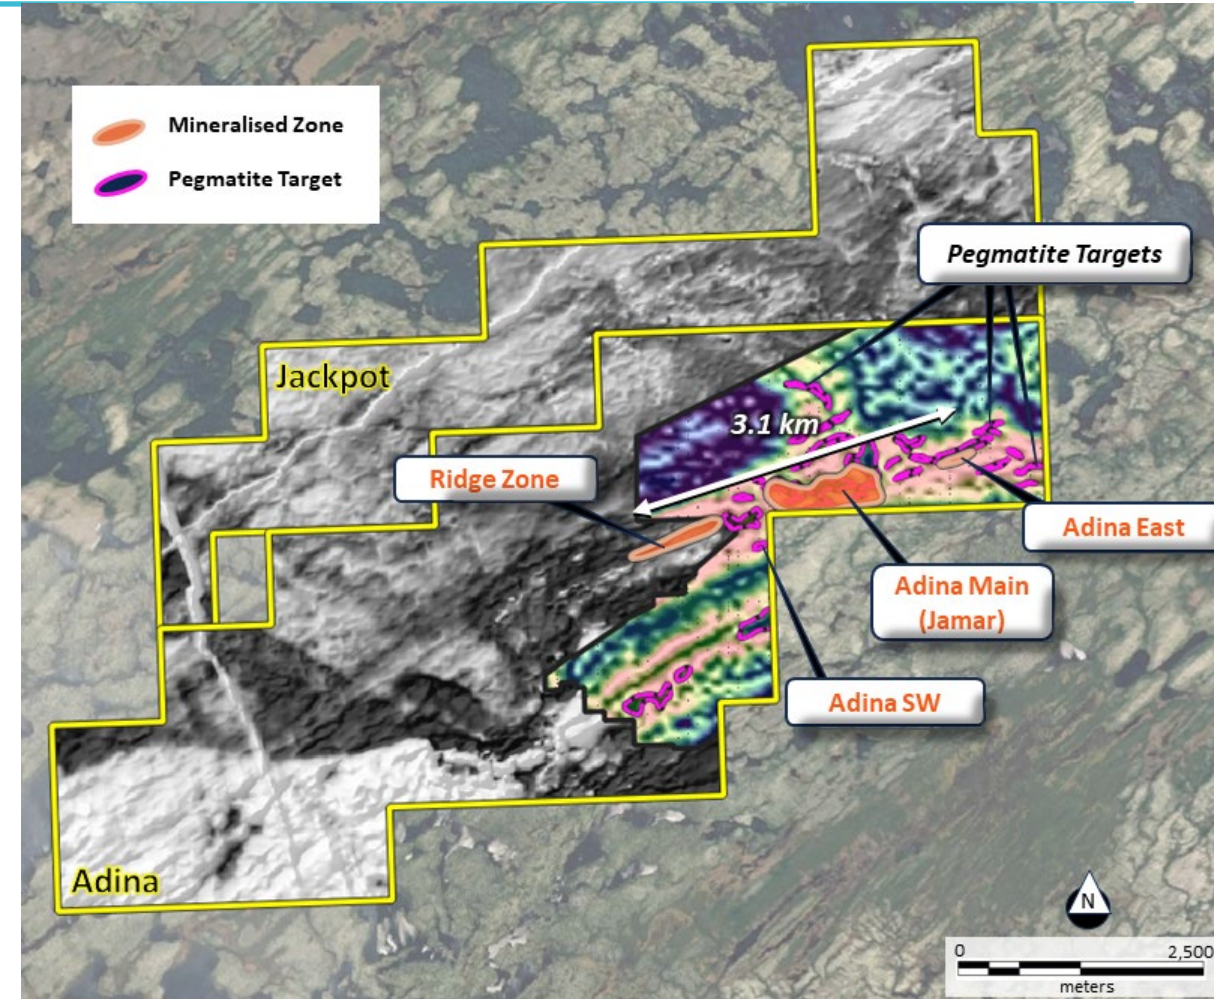 Mineralised Zone
Pegmatite Target
Pegmatite Targets
Jackpot
3.1 km
Ridge Zone
Adina East
Adina Main
(Jamar)
Adina SW
Adina
N
0 2,500
meters